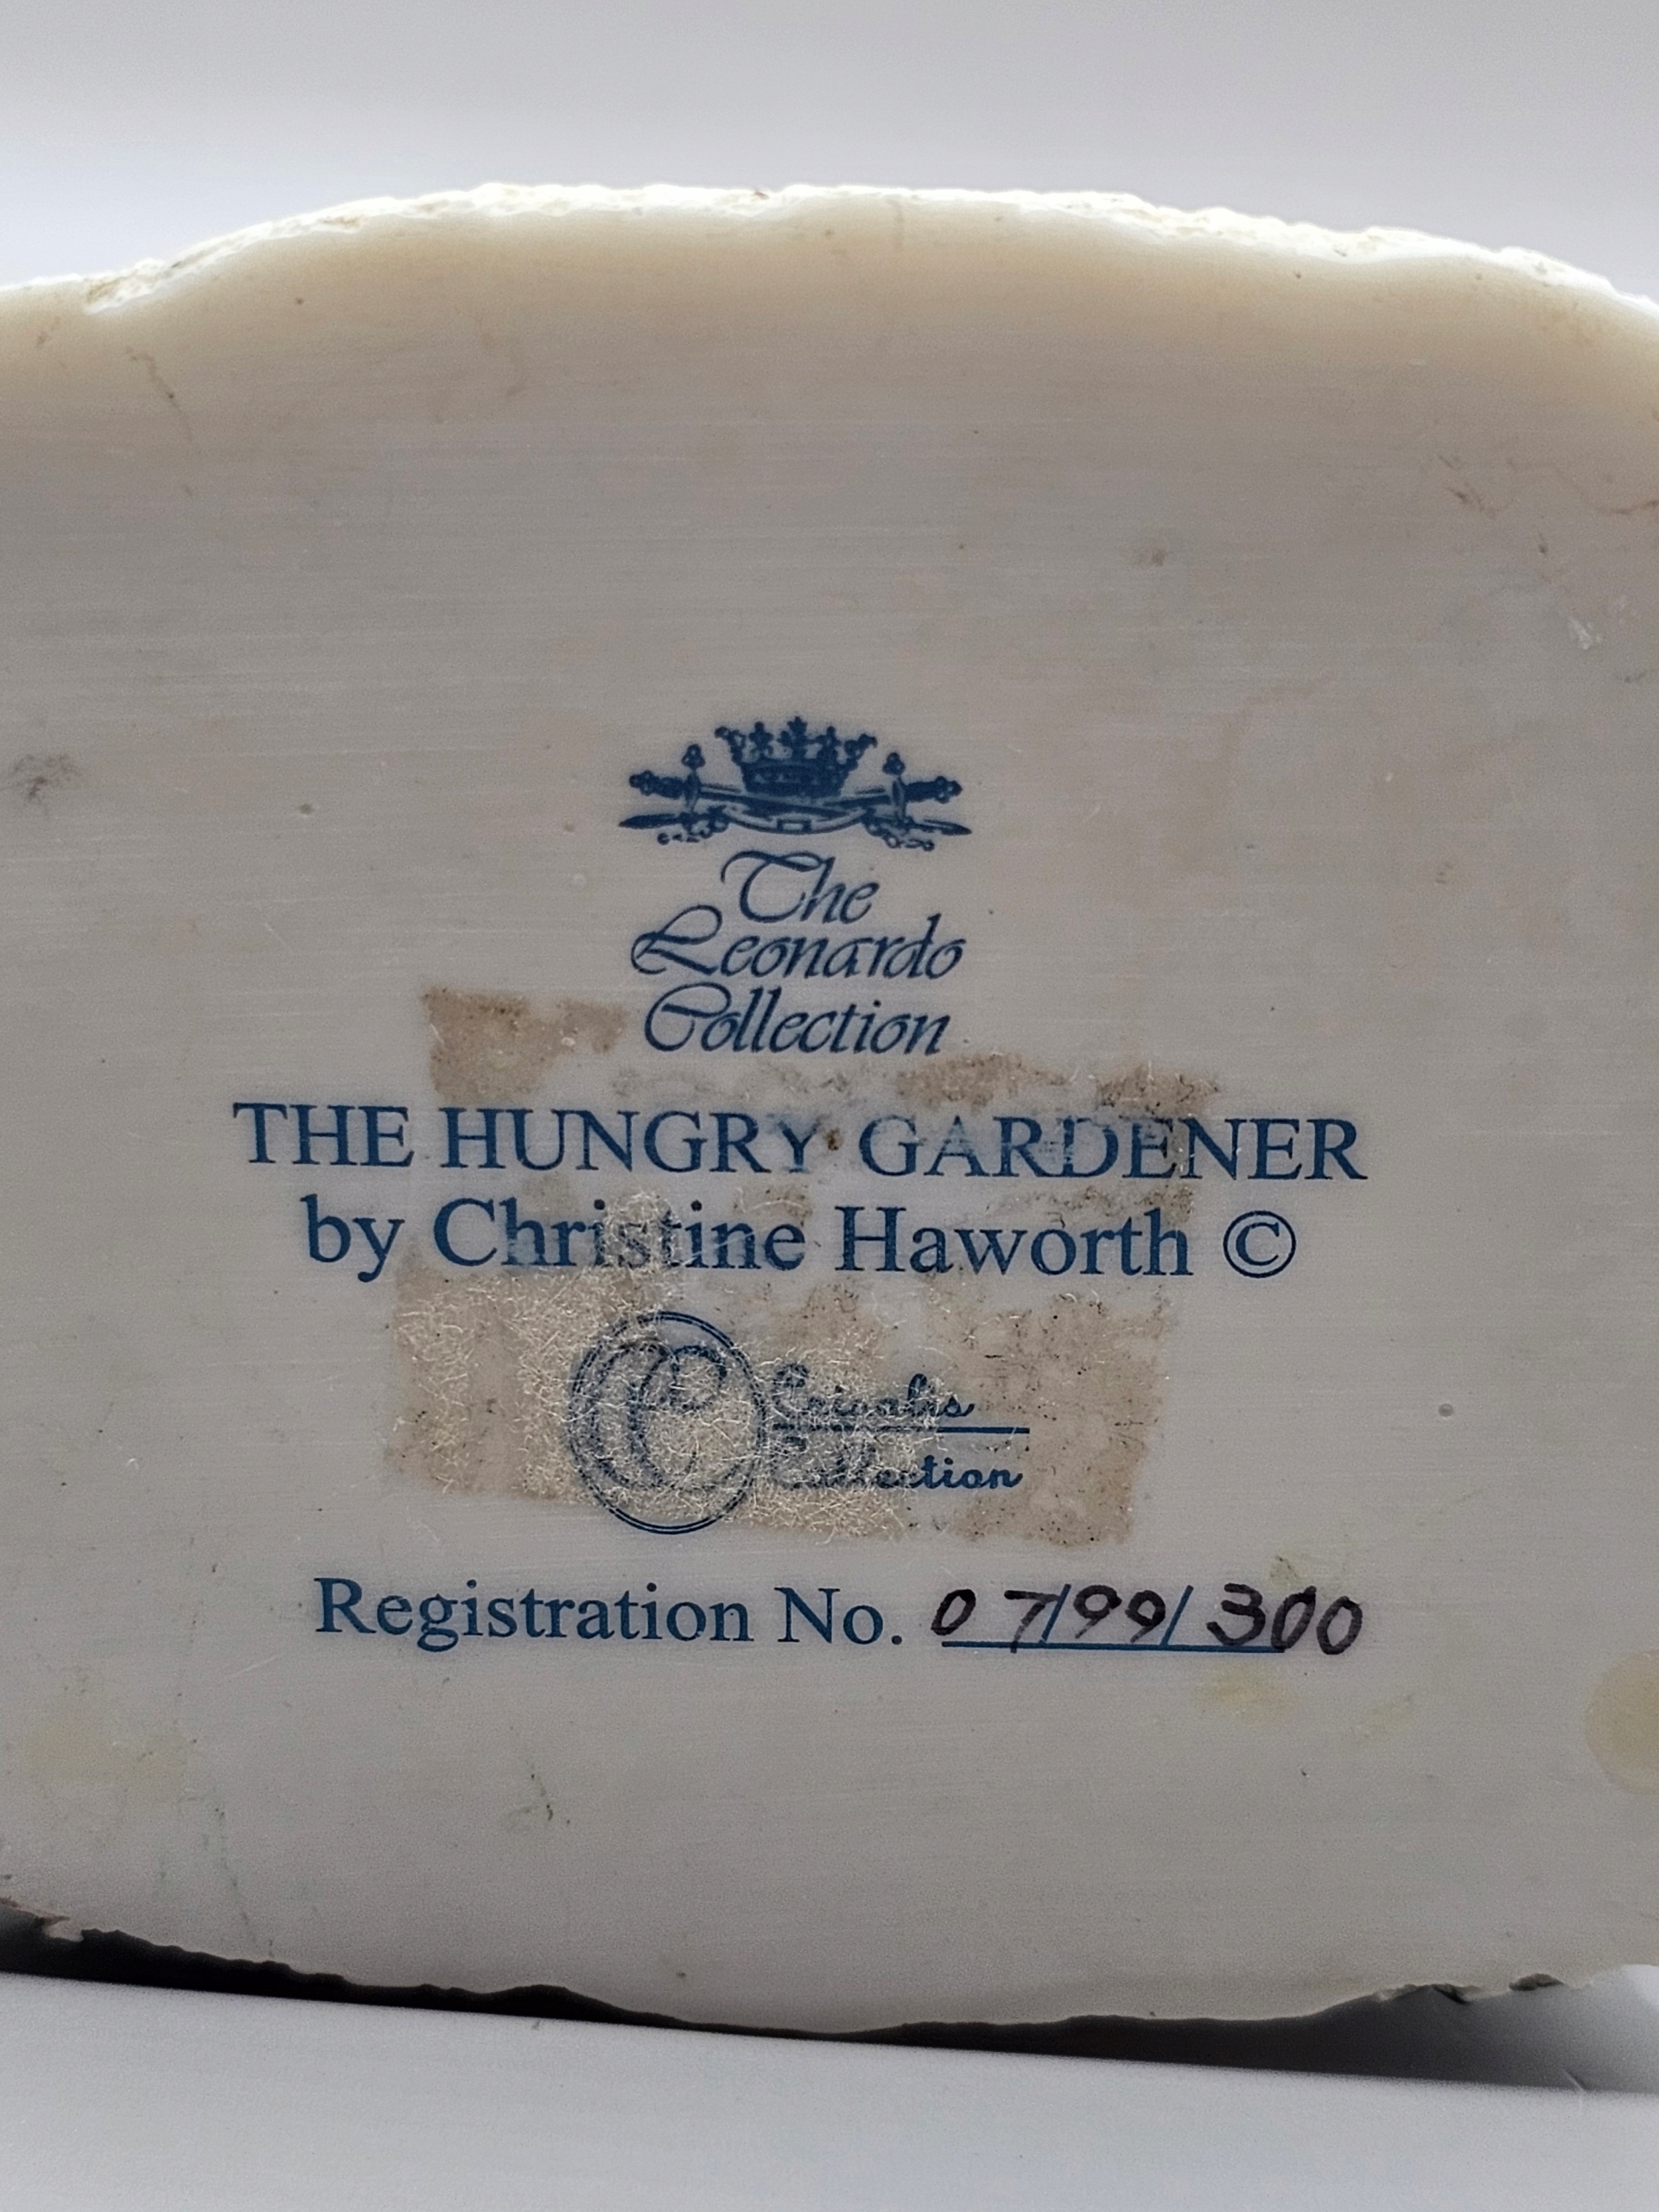 The
Leonardo
Collection
THE HUNGRY GARDENER
by Christine Haworth ©
Collection
Registration No. 07/99/300